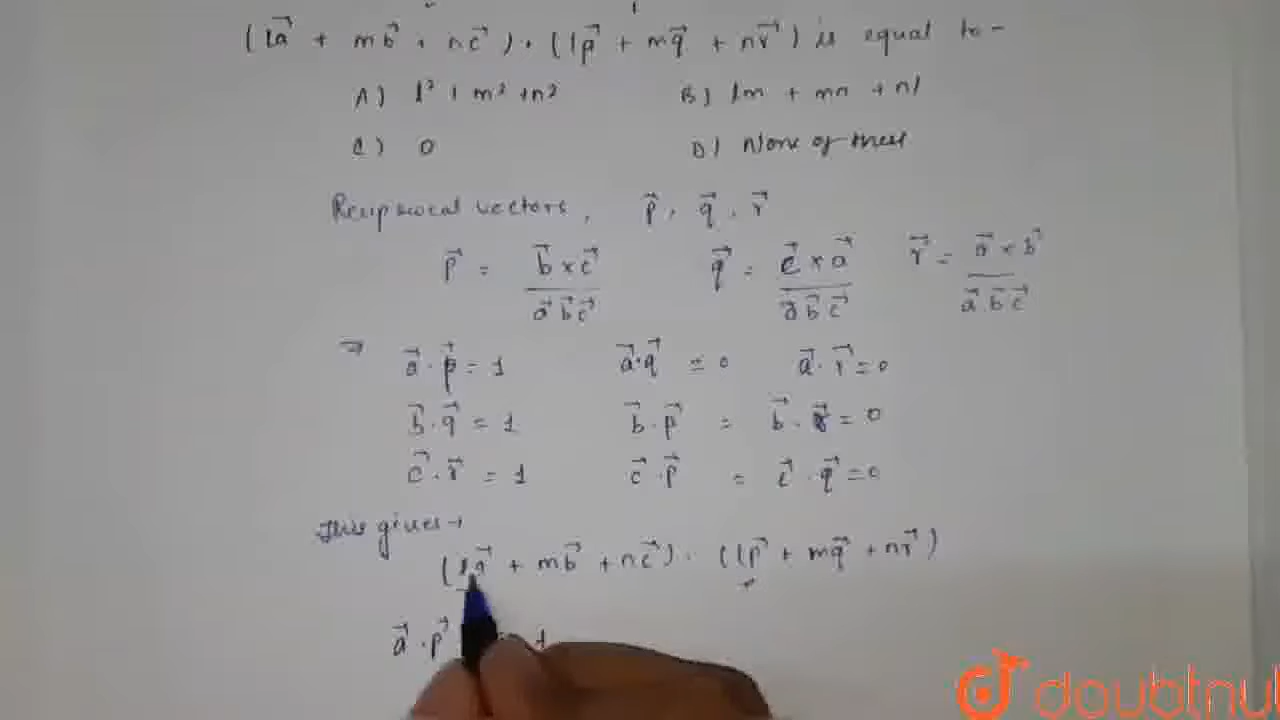 (la⃗ + mb⃗ + nc⃗) · (lp⃗ + mq⃗ + nr⃗) is equal to -
A) l² + m² + n² B) lm + mn + nl
C) 0 D) None of these
Reciprocal vectors, p⃗, q⃗, r⃗
p⃗ = b⃗ × c⃗ / a⃗ b⃗ c⃗ q⃗ = c⃗ × a⃗ / a⃗ b⃗ c⃗ r⃗ = a⃗ × b⃗ / a⃗ b⃗ c⃗
⇒ a⃗ · p⃗ = 1 a⃗ · q⃗ = 0 a⃗ · r⃗ = 0
b⃗ · q⃗ = 1 b⃗ · p⃗ = b⃗ · r⃗ = 0
c⃗ · r⃗ = 1 c⃗ · p⃗ = c⃗ · q⃗ = 0
This gives →
(la⃗ + mb⃗ + nc⃗) · (lp⃗ + mq⃗ + nr⃗)
a⃗ · p⃗ 1
doubtnut